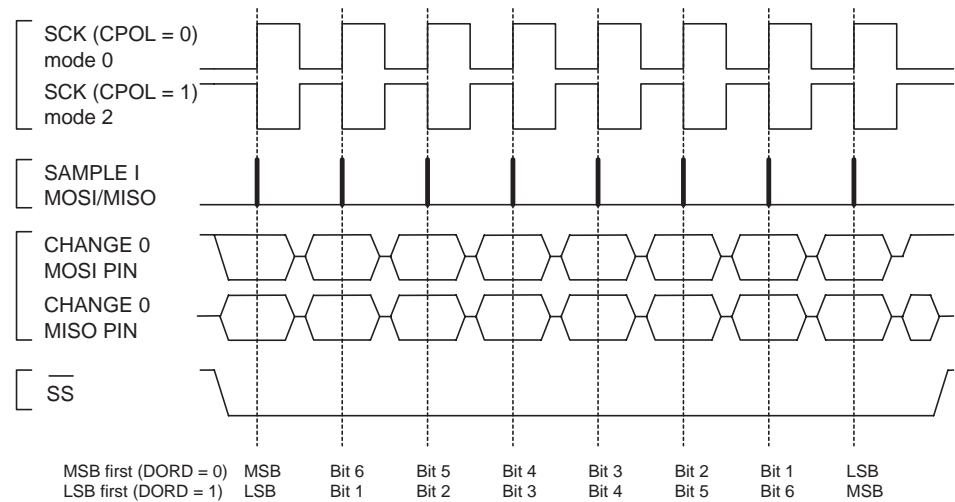 SCK (CPOL = 0)
mode 0
SCK (CPOL = 1)
mode 2
SAMPLE I
MOSI/MISO
CHANGE 0
MOSI PIN
CHANGE 0
MISO PIN
SS
MSB first (DORD = 0) MSB Bit 6 Bit 5 Bit 4 Bit 3 Bit 2 Bit 1 LSB
LSB first (DORD = 1) LSB Bit 1 Bit 2 Bit 3 Bit 4 Bit 5 Bit 6 MSB